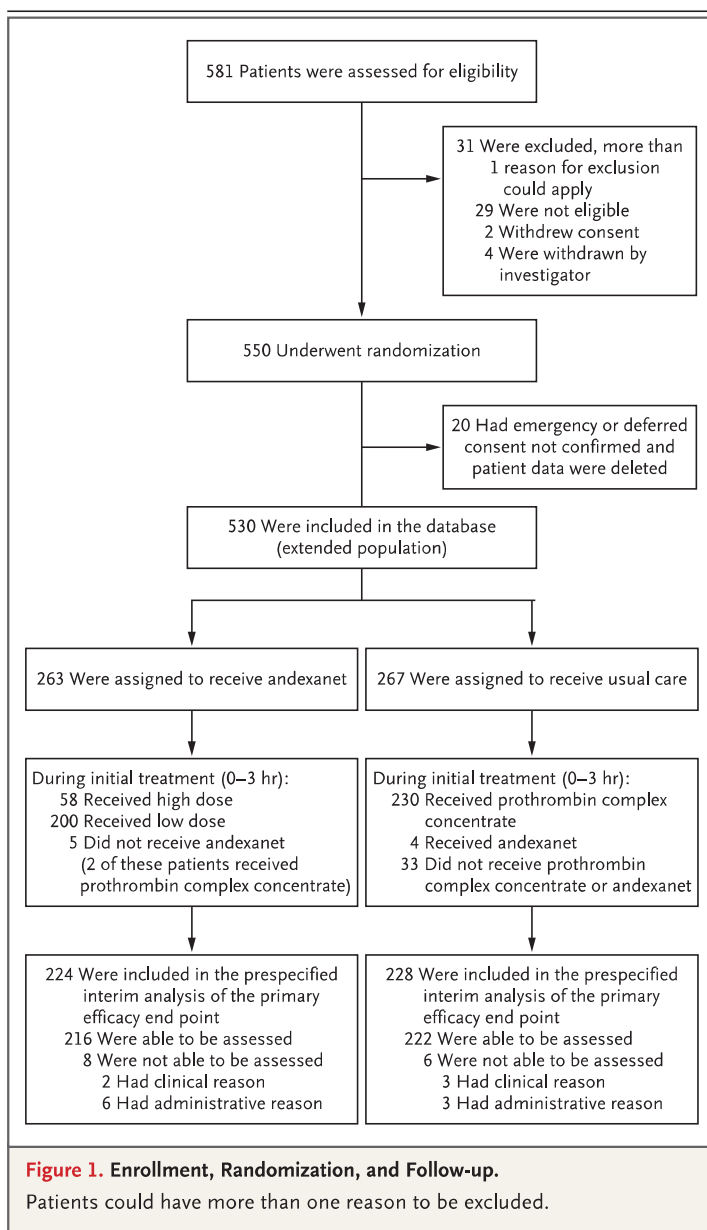 581 Patients were assessed for eligibility
31 Were excluded, more than
1 reason for exclusion
could apply
29 Were not eligible
2 Withdrew consent
4 Were withdrawn by
investigator
550 Underwent randomization
20 Had emergency or deferred
consent not confirmed and
patient data were deleted
530 Were included in the database
(extended population)
263 Were assigned to receive andexanet
267 Were assigned to receive usual care
During initial treatment (0–3 hr):
58 Received high dose
200 Received low dose
5 Did not receive andexanet
(2 of these patients received
prothrombin complex concentrate)
During initial treatment (0–3 hr):
230 Received prothrombin complex
concentrate
4 Received andexanet
33 Did not receive prothrombin
complex concentrate or andexanet
224 Were included in the prespecified
interim analysis of the primary
efficacy end point
216 Were able to be assessed
8 Were not able to be assessed
2 Had clinical reason
6 Had administrative reason
228 Were included in the prespecified
interim analysis of the primary
efficacy end point
222 Were able to be assessed
6 Were not able to be assessed
3 Had clinical reason
3 Had administrative reason
Figure 1. Enrollment, Randomization, and Follow-up.
Patients could have more than one reason to be excluded.